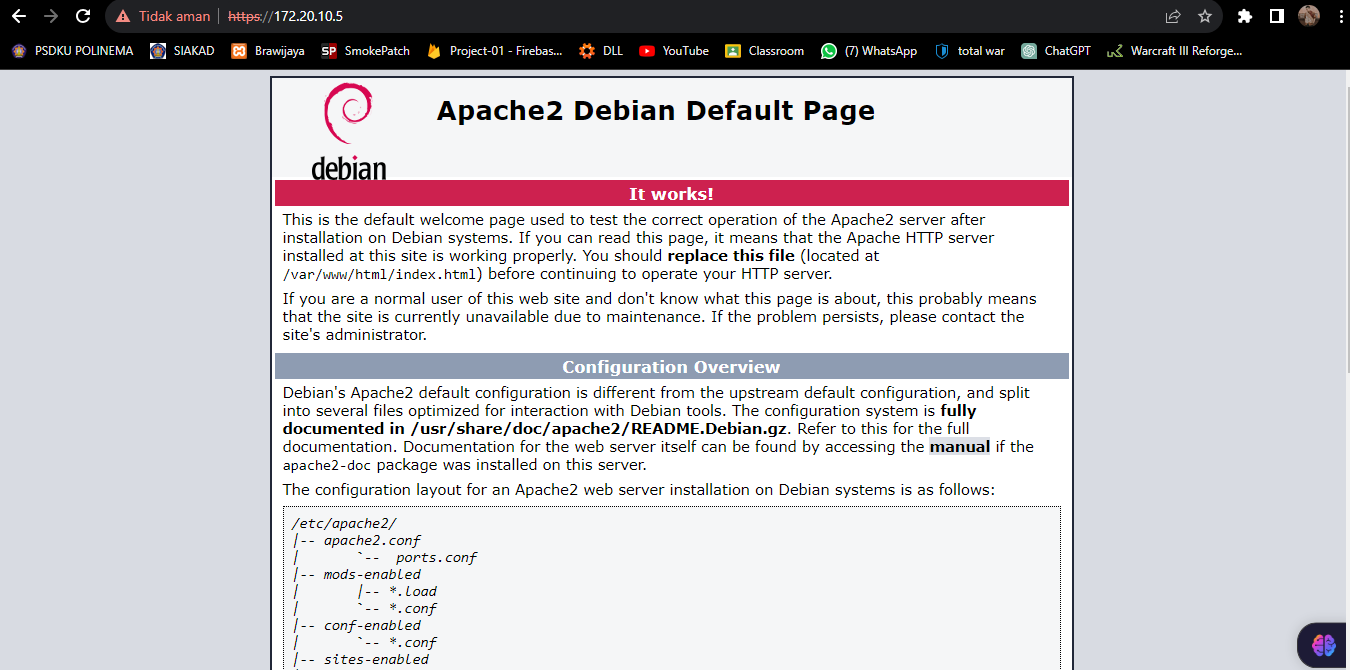 Tidak aman https://172.20.10.5
PSDKU POLINEMA SIAKAD Brawijaya SmokePatch Project-01 - Firebas... DLL YouTube Classroom (7) WhatsApp total war ChatGPT Warcraft III Reforge...
debian
Apache2 Debian Default Page
It works!
This is the default welcome page used to test the correct operation of the Apache2 server after
installation on Debian systems. If you can read this page, it means that the Apache HTTP server
installed at this site is working properly. You should replace this file (located at
/var/www/html/index.html) before continuing to operate your HTTP server.
If you are a normal user of this web site and don't know what this page is about, this probably means
that the site is currently unavailable due to maintenance. If the problem persists, please contact the
site's administrator.
Configuration Overview
Debian's Apache2 default configuration is different from the upstream default configuration, and split
into several files optimized for interaction with Debian tools. The configuration system is fully
documented in /usr/share/doc/apache2/README.Debian.gz. Refer to this for the full
documentation. Documentation for the web server itself can be found by accessing the manual if the
apache2-doc package was installed on this server.
The configuration layout for an Apache2 web server installation on Debian systems is as follows:
/etc/apache2/
|-- apache2.conf
|       `--  ports.conf
|-- mods-enabled
|       |-- *.load
|       `-- *.conf
|-- conf-enabled
|       `-- *.conf
|-- sites-enabled